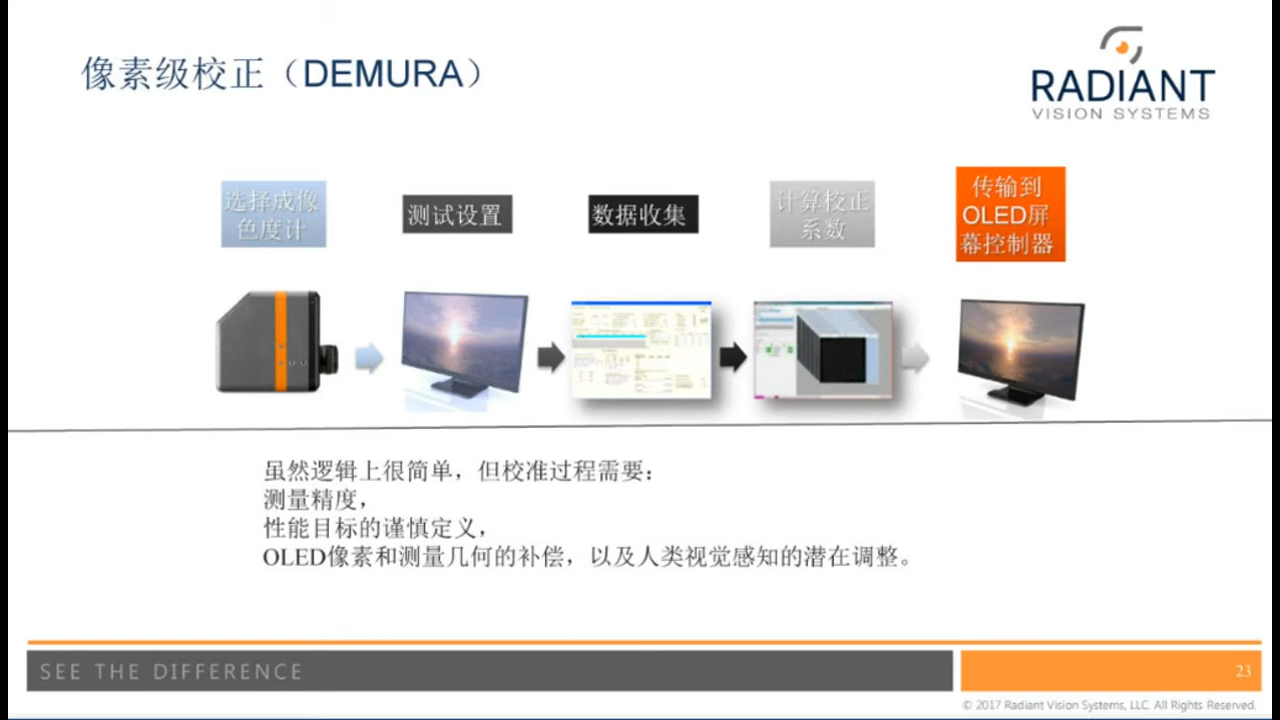 像素级校正（DEMURA）
RADIANT
VISION SYSTEMS
选择成像
色度计
测试设置
数据收集
计算校正
系数
传输到
OLED屏
幕控制器
虽然逻辑上很简单，但校准过程需要：
测量精度，
性能目标的谨慎定义，
OLED像素和测量几何的补偿，以及人类视觉感知的潜在调整。
SEE THE DIFFERENCE
23
© 2017 Radiant Vision Systems, LLC. All Rights Reserved.